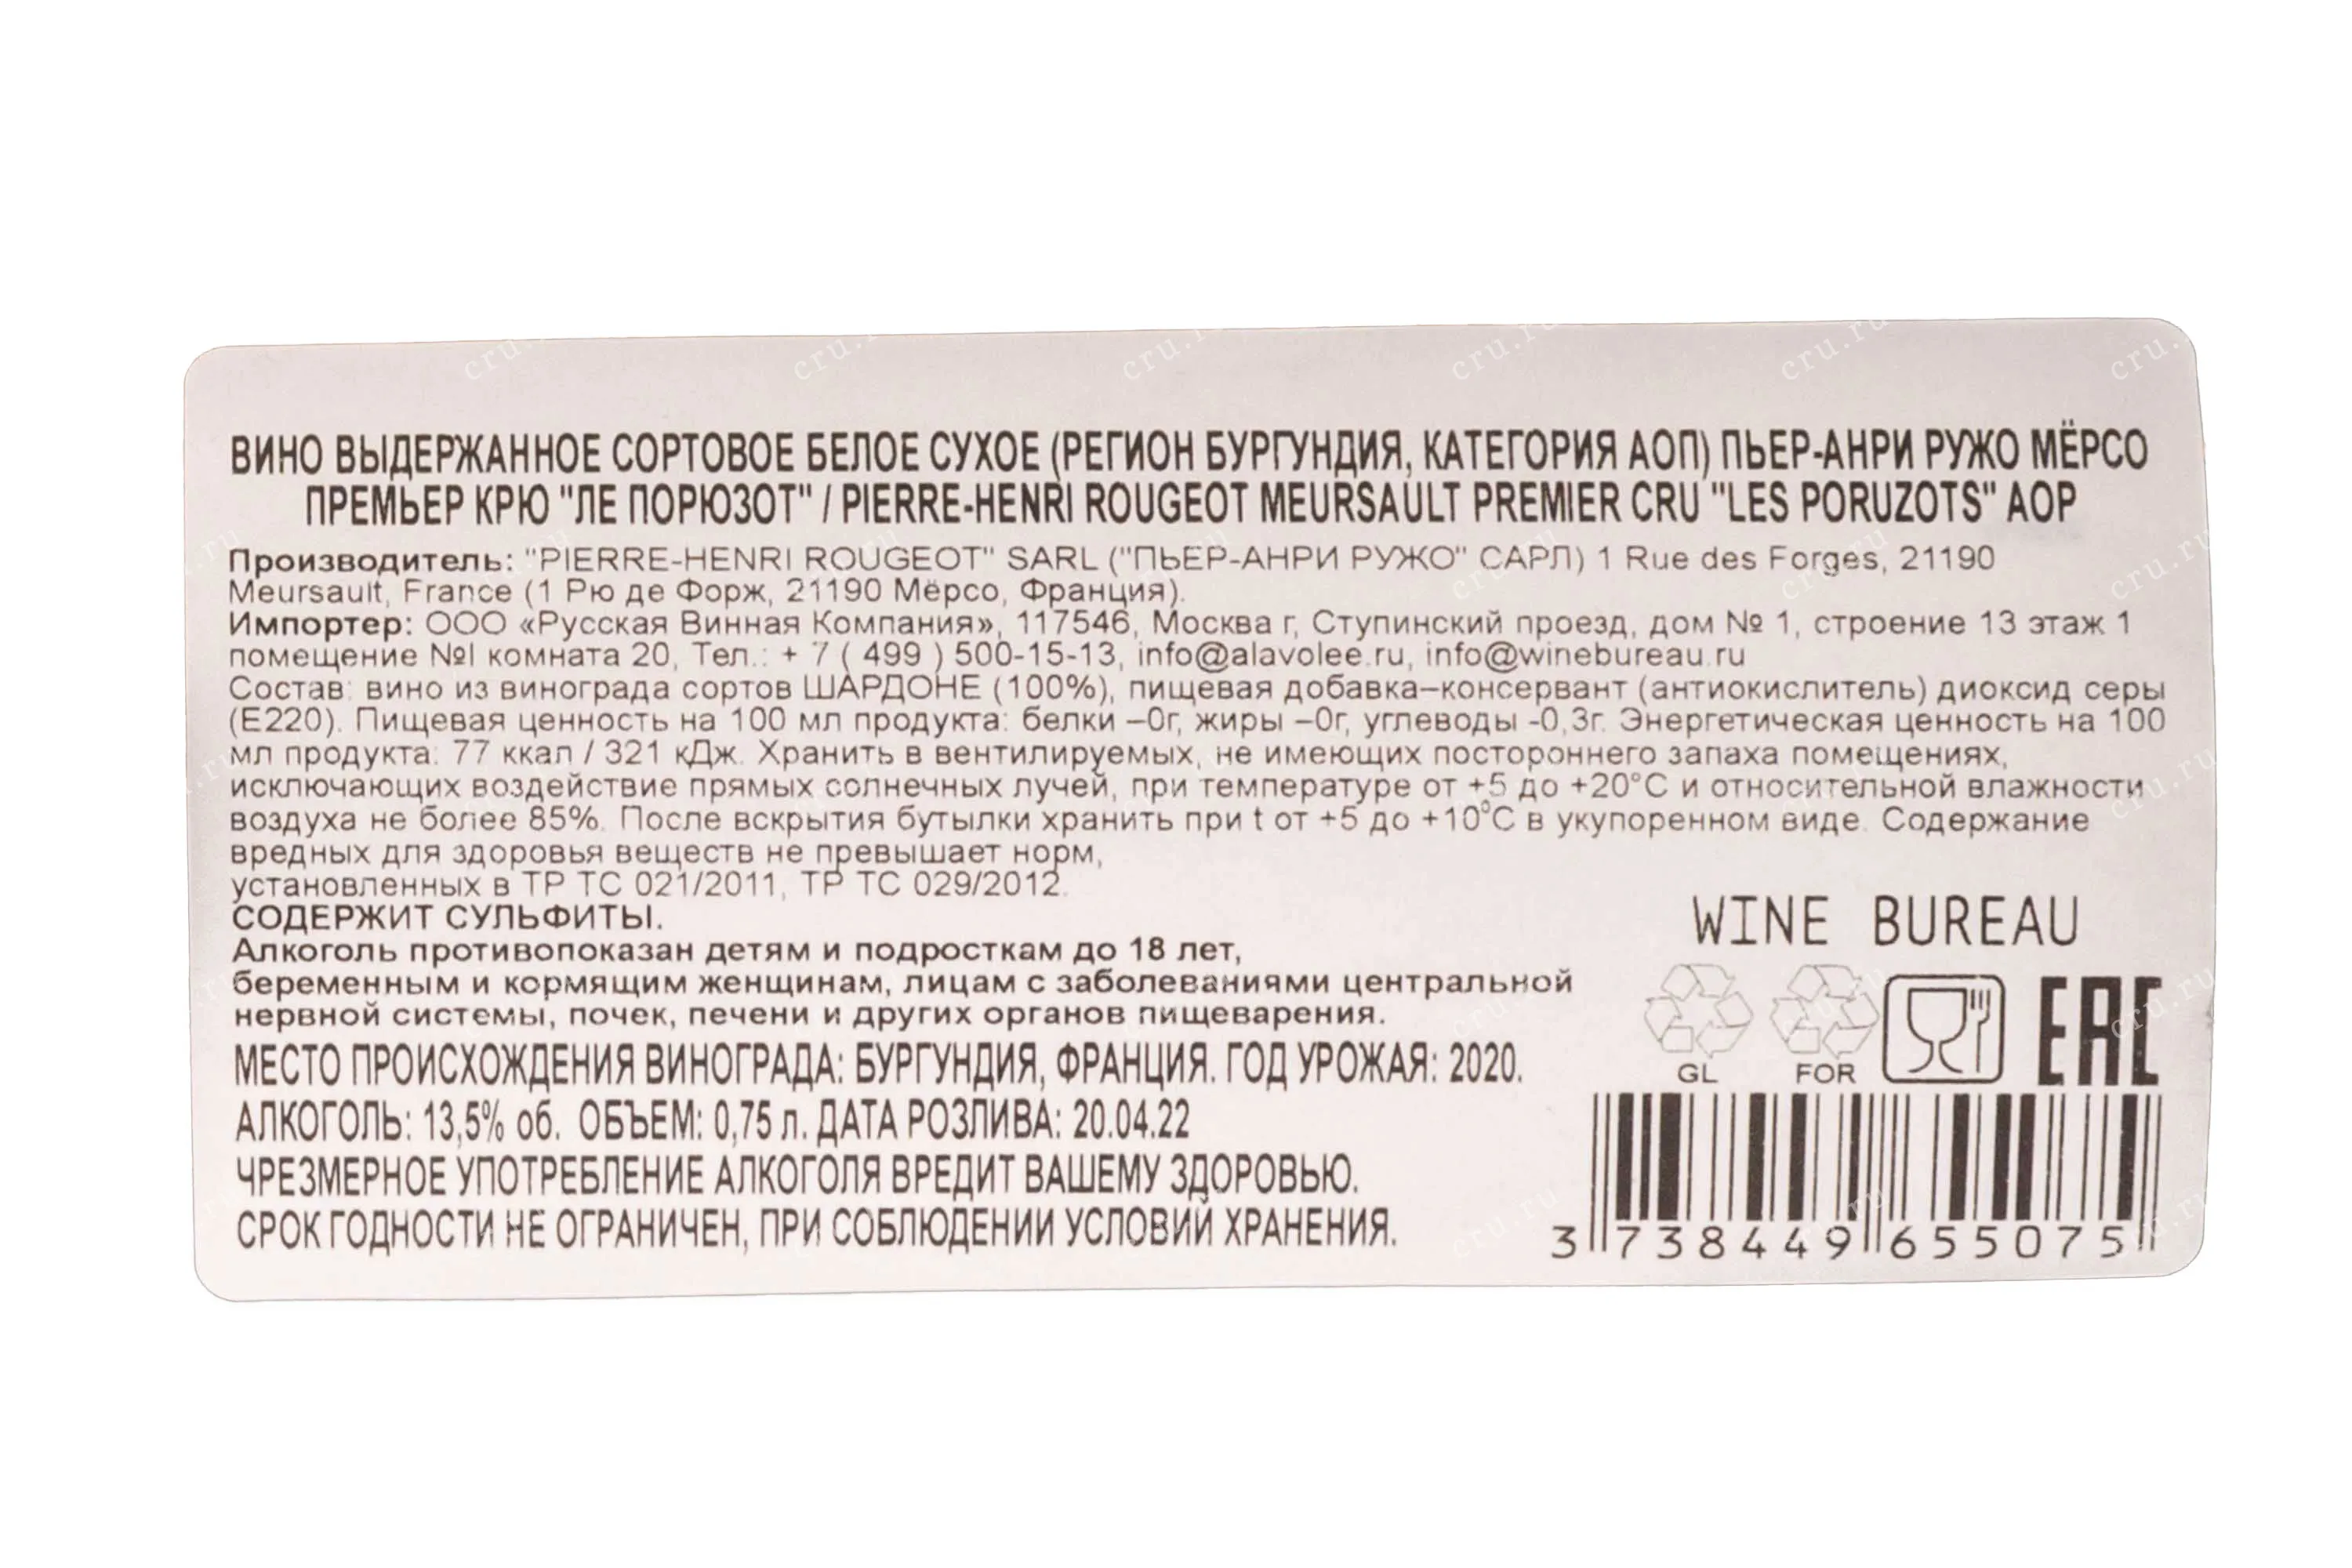 ВИНО ВЫДЕРЖАННОЕ СОРТОВОЕ БЕЛОЕ СУХОЕ (РЕГИОН БУРГУНДИЯ, КАТЕГОРИЯ АОП) ПЬЕР-АНРИ РУЖО МЁРСО
ПРЕМЬЕР КРЮ "ЛЕ ПОРЮЗОТ" / PIERRE-HENRI ROUGEOT MEURSAULT PREMIER CRU "LES PORUZOTS" AOP
Производитель: "PIERRE-HENRI ROUGEOT" SARL ("ПЬЕР-АНРИ РУЖО" САРЛ) 1 Rue des Forges, 21190
Meursault, France (1 Рю де Форж, 21190 Мёрсо, Франция).
Импортер: ООО «Русская Винная Компания», 117546, Москва г, Ступинский проезд, дом № 1, строение 13 этаж 1
помещение №I комната 20, Тел.: + 7 ( 499 ) 500-15-13, info@alavolee.ru, info@winebureau.ru
Состав: вино из винограда сортов ШАРДОНЕ (100%), пищевая добавка–консервант (антиокислитель) диоксид серы
(Е220). Пищевая ценность на 100 мл продукта: белки –0г, жиры –0г, углеводы -0,3г. Энергетическая ценность на 100
мл продукта: 77 ккал / 321 кДж. Хранить в вентилируемых, не имеющих постороннего запаха помещениях,
исключающих воздействие прямых солнечных лучей, при температуре от +5 до +20°С и относительной влажности
воздуха не более 85%. После вскрытия бутылки хранить при t от +5 до +10°С в укупоренном виде. Содержание
вредных для здоровья веществ не превышает норм,
установленных в ТР ТС 021/2011, ТР ТС 029/2012.
СОДЕРЖИТ СУЛЬФИТЫ.
Алкоголь противопоказан детям и подросткам до 18 лет,
беременным и кормящим женщинам, лицам с заболеваниями центральной
нервной системы, почек, печени и других органов пищеварения.
МЕСТО ПРОИСХОЖДЕНИЯ ВИНОГРАДА: БУРГУНДИЯ, ФРАНЦИЯ. ГОД УРОЖАЯ: 2020.
АЛКОГОЛЬ: 13,5% об. ОБЪЕМ: 0,75 л. ДАТА РОЗЛИВА: 20.04.22
ЧРЕЗМЕРНОЕ УПОТРЕБЛЕНИЕ АЛКОГОЛЯ ВРЕДИТ ВАШЕМУ ЗДОРОВЬЮ.
СРОК ГОДНОСТИ НЕ ОГРАНИЧЕН, ПРИ СОБЛЮДЕНИИ УСЛОВИЙ ХРАНЕНИЯ.
WINE BUREAU
GL FOR EAC
3 738449 655075
cru.ru